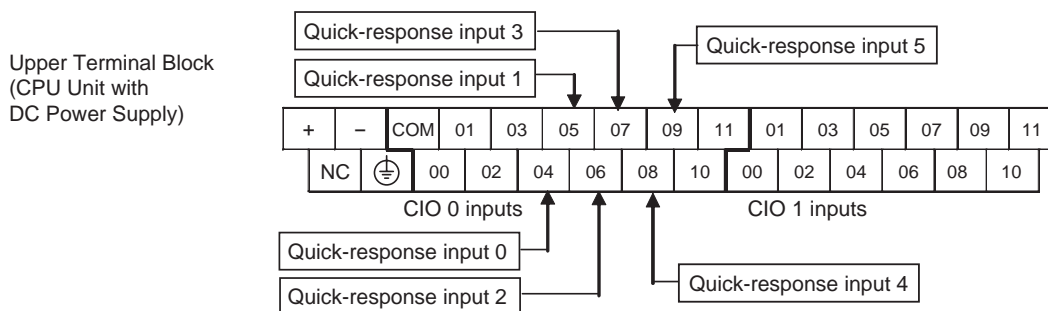 Upper Terminal Block
(CPU Unit with
DC Power Supply)
Quick-response input 3
Quick-response input 5
Quick-response input 1
+ – COM 01 03 05 07 09 11 01 03 05 07 09 11
NC 00 02 04 06 08 10 00 02 04 06 08 10
CIO 0 inputs CIO 1 inputs
Quick-response input 0
Quick-response input 4
Quick-response input 2